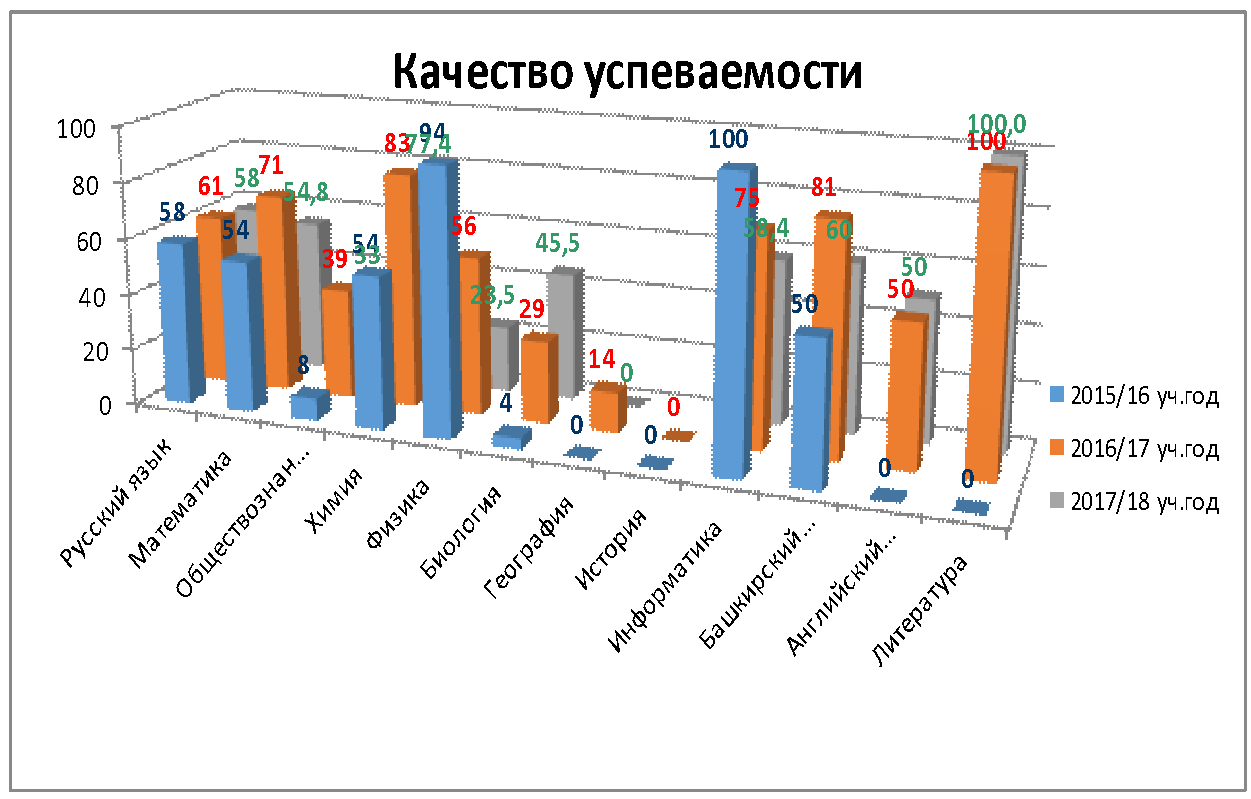 Качество успеваемости
100
80
60
40
20
0
58
61
58
54
71
54,8
8
39
33
54
83
77,4
94
56
23,5
4
29
45,5
0
14
0
0
0
100
75
58,4
50
81
60
0
50
50
0
100
100,0
Русский язык
Математика
Обществознан...
Химия
Физика
Биология
География
История
Информатика
Башкирский...
Английский...
Литература
2015/16 уч.год
2016/17 уч.год
2017/18 уч.год